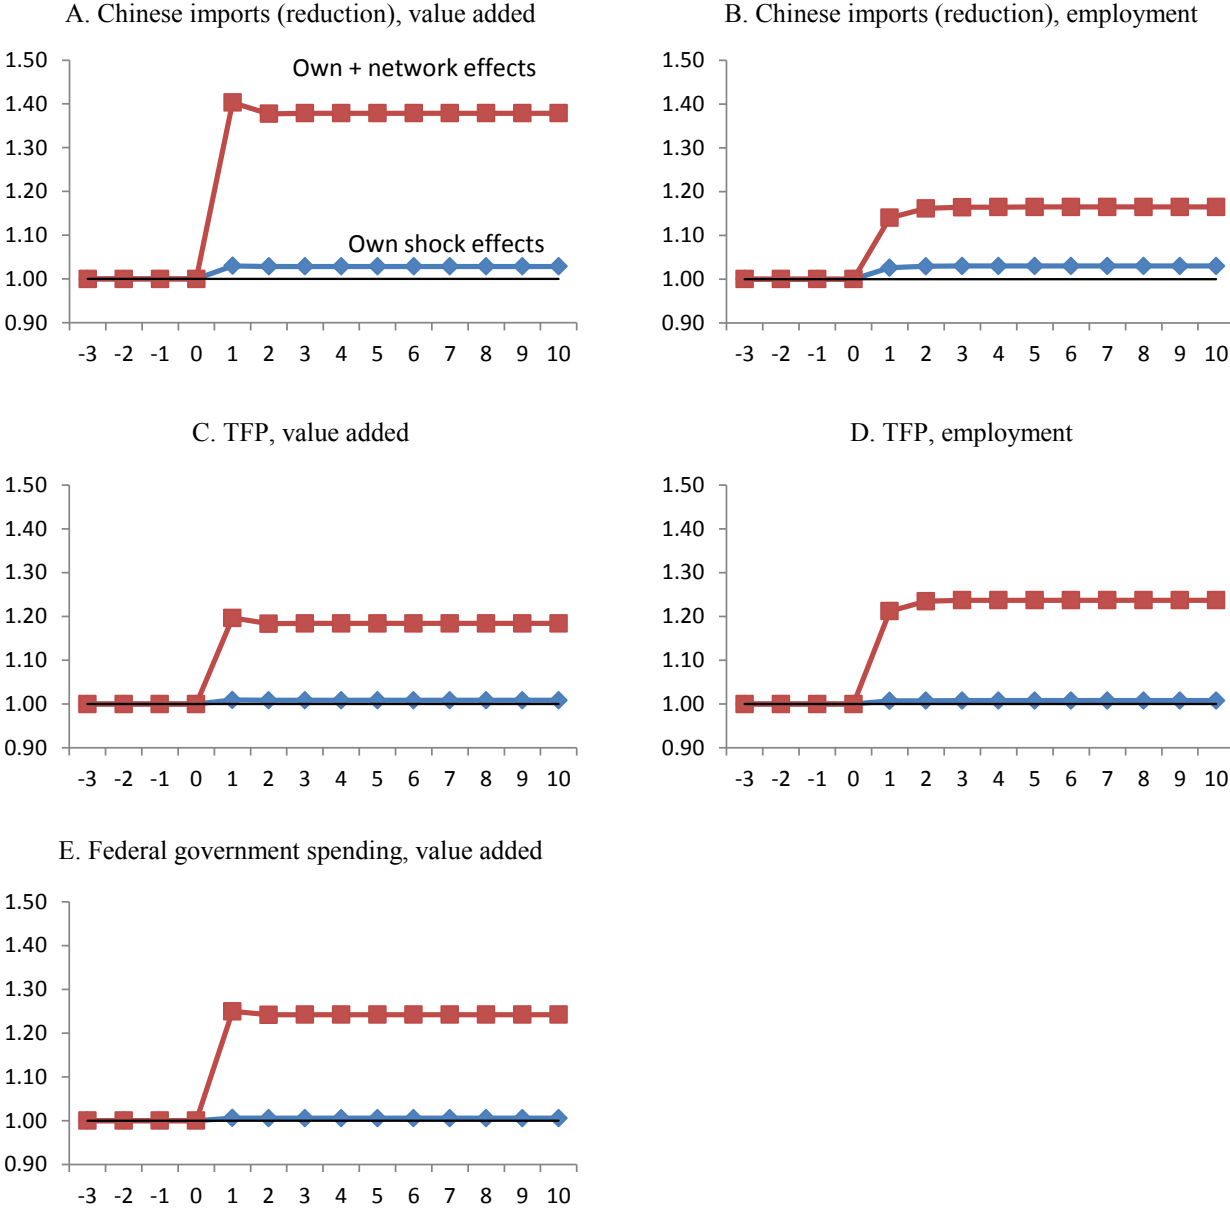 A. Chinese imports (reduction), value added
1.50
1.40
1.30
1.20
1.10
1.00
0.90
Own + network effects
Own shock effects
-3 -2 -1 0 1 2 3 4 5 6 7 8 9 10
B. Chinese imports (reduction), employment
1.50
1.40
1.30
1.20
1.10
1.00
0.90
-3 -2 -1 0 1 2 3 4 5 6 7 8 9 10
C. TFP, value added
1.50
1.40
1.30
1.20
1.10
1.00
0.90
-3 -2 -1 0 1 2 3 4 5 6 7 8 9 10
D. TFP, employment
1.50
1.40
1.30
1.20
1.10
1.00
0.90
-3 -2 -1 0 1 2 3 4 5 6 7 8 9 10
E. Federal government spending, value added
1.50
1.40
1.30
1.20
1.10
1.00
0.90
-3 -2 -1 0 1 2 3 4 5 6 7 8 9 10